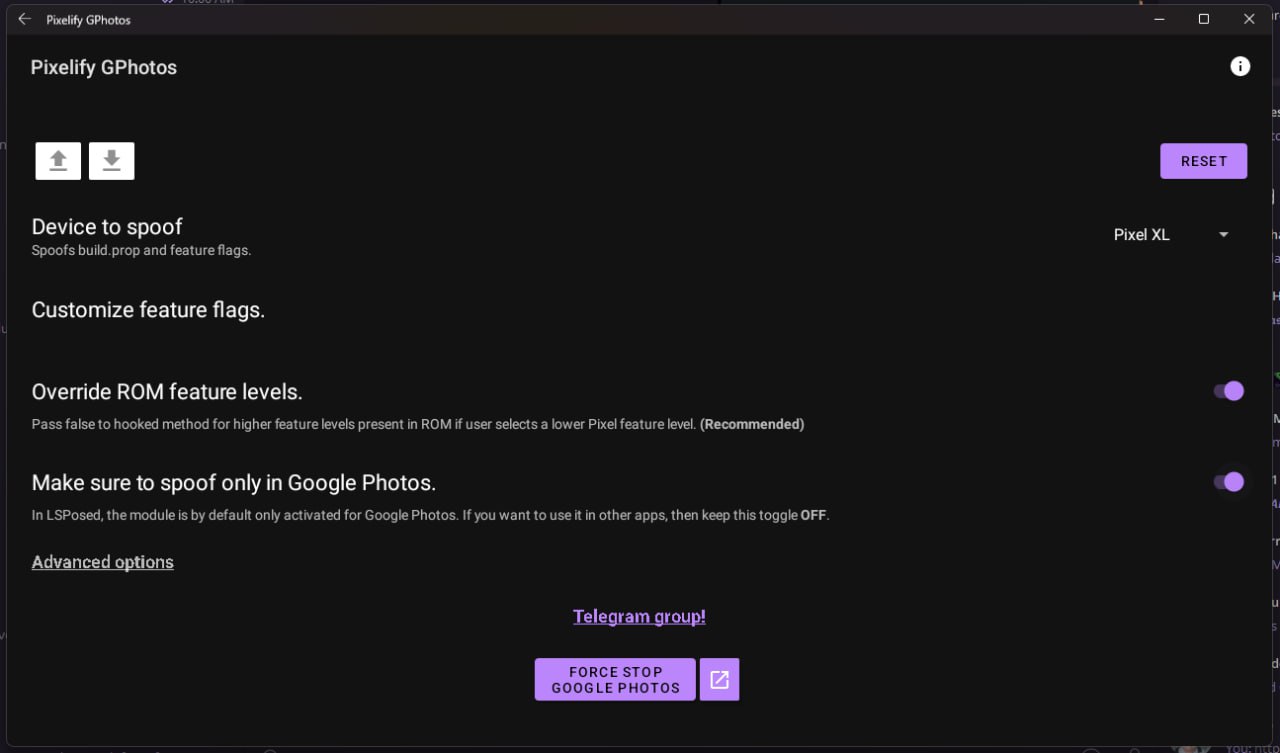 Pixelify GPhotos
Pixelify GPhotos
RESET
Device to spoof
Pixel XL
Spoofs build.prop and feature flags.
Customize feature flags.
Override ROM feature levels.
Pass false to hooked method for higher feature levels present in ROM if user selects a lower Pixel feature level. (Recommended)
Make sure to spoof only in Google Photos.
In LSPosed, the module is by default only activated for Google Photos. If you want to use it in other apps, then keep this toggle OFF.
Advanced options
Telegram group!
FORCE STOP
GOOGLE PHOTOS